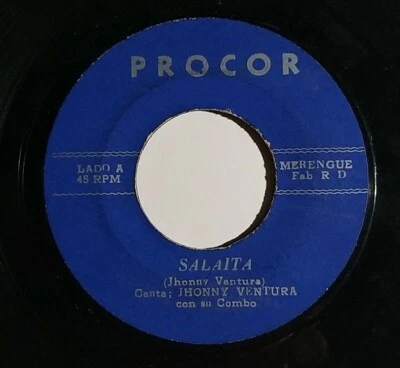 PROCOR
LADO A
45 RPM
MERENGUE
Fab R D
SALAITA
(Jhonny Ventura)
Canta; JHONNY VENTURA
con su Combo